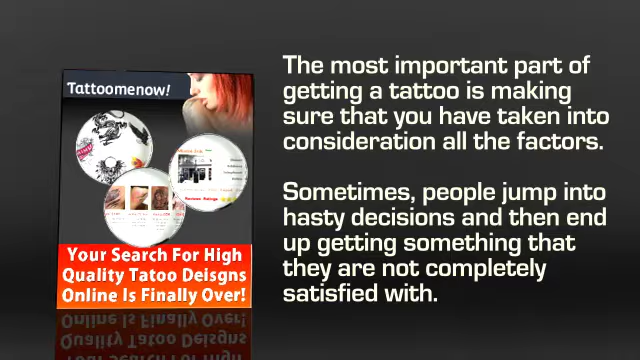 Tattoomenow!
Your Search For High
Quality Tatoo Deisgns
Online Is Finally Over!
The most important part of
getting a tattoo is making
sure that you have taken into
consideration all the factors.
Sometimes, people jump into
hasty decisions and then end
up getting something that
they are not completely
satisfied with.